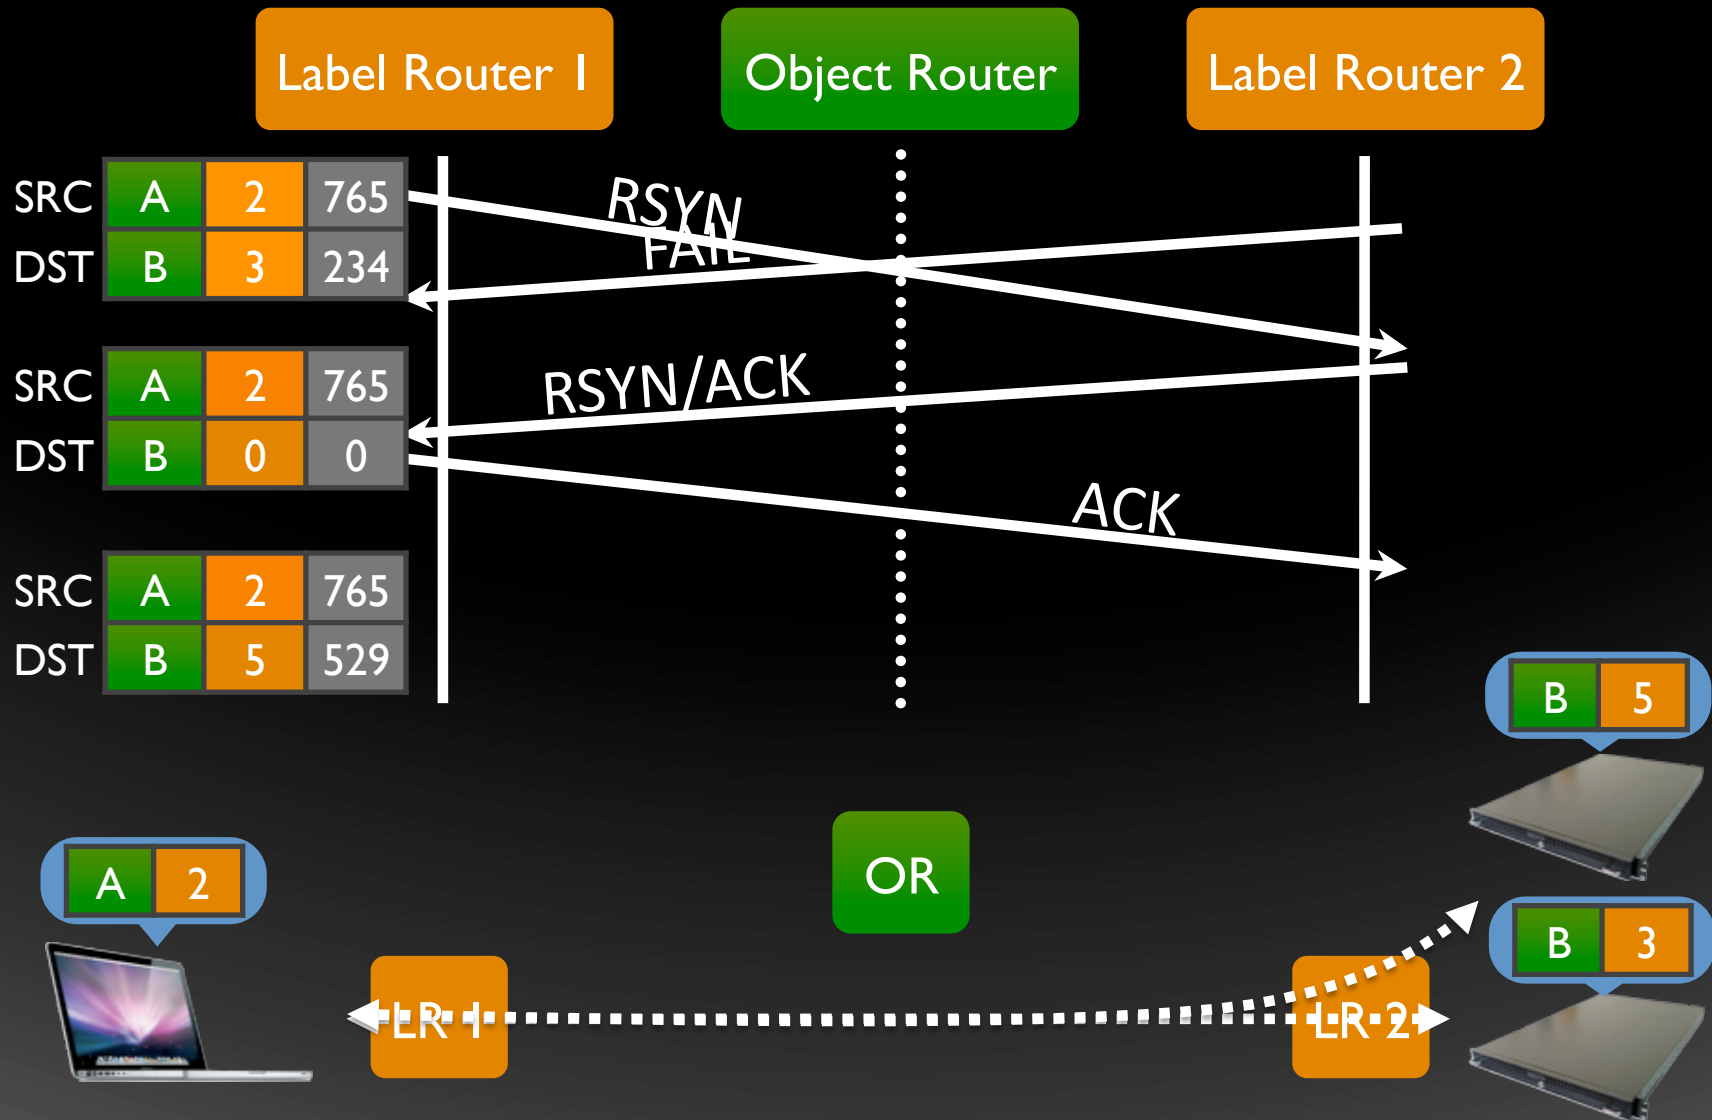 Label Router 1
Object Router
Label Router 2
SRC A 2 765
DST B 3 234
RSYN
FAIL
SRC A 2 765
DST B 0 0
RSYN/ACK
ACK
SRC A 2 765
DST B 5 529
B 5
A 2
OR
B 3
LR 1
LR 2